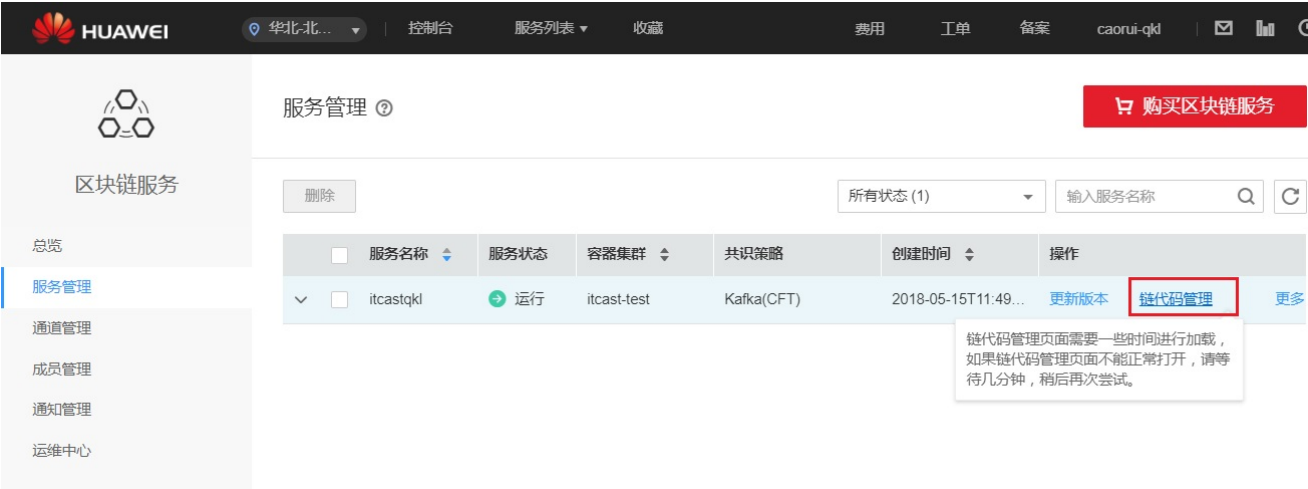 HUAWEI
华北-北... 控制台 服务列表 收藏 费用 工单 备案 caorui-qkl
区块链服务
总览
服务管理
通道管理
成员管理
通知管理
运维中心
服务管理
购买区块链服务
删除
所有状态 (1)
输入服务名称
服务名称 服务状态 容器集群 共识策略 创建时间 操作
itcastqkl 运行 itcast-test Kafka(CFT) 2018-05-15T11:49... 更新版本 链代码管理 更多
链代码管理页面需要一些时间进行加载，
如果链代码管理页面不能正常打开，请等
待几分钟，稍后再次尝试。